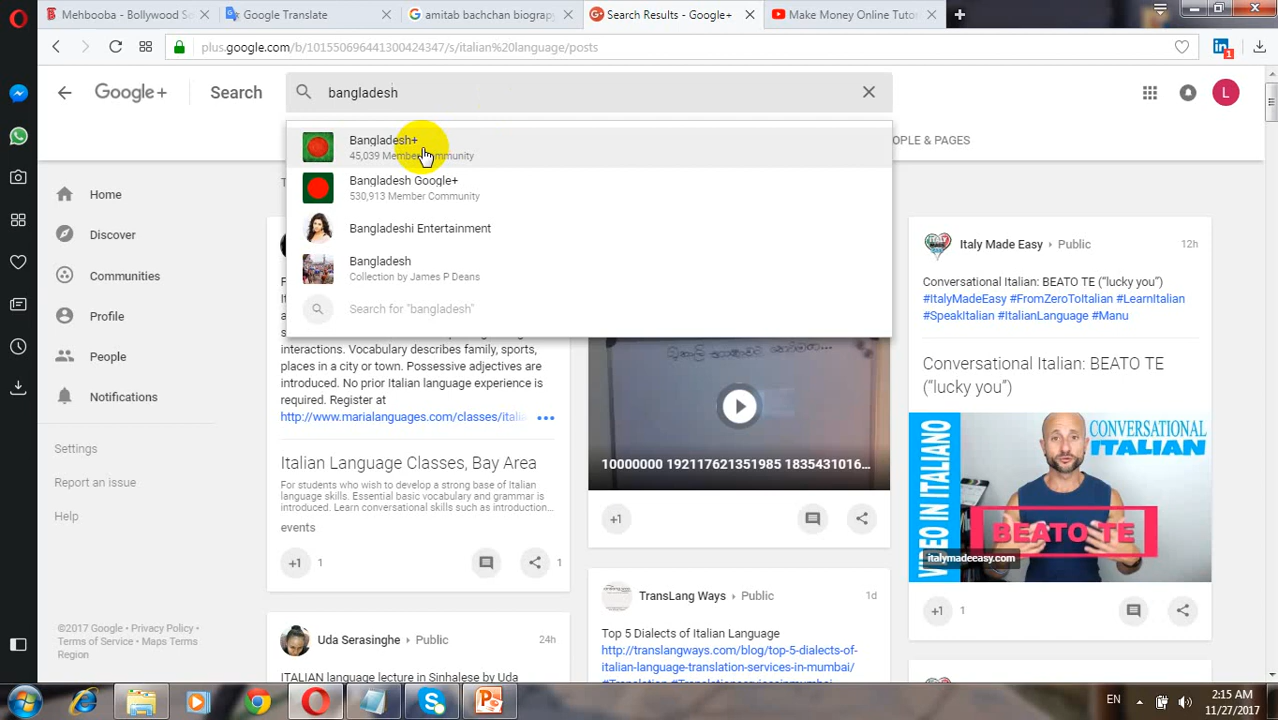 Mehbooba - Bollywood So
Google Translate
amitab bachchan biograpy
Search Results - Google+
Make Money Online Tuto
plus.google.com/b/101550696441300424347/s/italian%20language/posts
1
Google+
Search
bangladesh
L
Bangladesh+
45,039 Member Community
Bangladesh Google+
530,913 Member Community
Bangladeshi Entertainment
Bangladesh
Collection by James P Deans
Search for "bangladesh"
OPLE & PAGES
Home
Discover
Communities
Profile
People
Notifications
Settings
Report an issue
Help
©2017 Google • Privacy Policy •
Terms of Service • Maps Terms
Region
interactions. Vocabulary describes family, sports,
places in a city or town. Possessive adjectives are
introduced. No prior Italian language experience is
required. Register at
http://www.marialanguages.com/classes/italia
Italian Language Classes, Bay Area
For students who wish to develop a strong base of Italian
language skills. Essential basic vocabulary and grammar is
introduced. Learn conversational skills such as introduction...
events
+1 1
1
Uda Serasinghe ▸ Public 24h
ITALIAN language lecture in Sinhalese by Uda
10000000 192117621351985 1835431016...
+1
TransLang Ways ▸ Public 1d
Top 5 Dialects of Italian Language
http://translangways.com/blog/top-5-dialects-of-
italian-language-translation-services-in-mumbai/
#Translation #Translationservicesinmumbai
ITALY MADE EASY
Italy Made Easy ▸ Public 12h
Conversational Italian: BEATO TE ("lucky you")
#ItalyMadeEasy #FromZeroToItalian #LearnItalian
#SpeakItalian #ItalianLanguage #Manu
Conversational Italian: BEATO TE
("lucky you")
VIDEO IN ITALIANO
CONVERSATIONAL
ITALIAN
BEATO TE
italymadeeasy.com
+1 1
EN
2:15 AM
11/27/2017